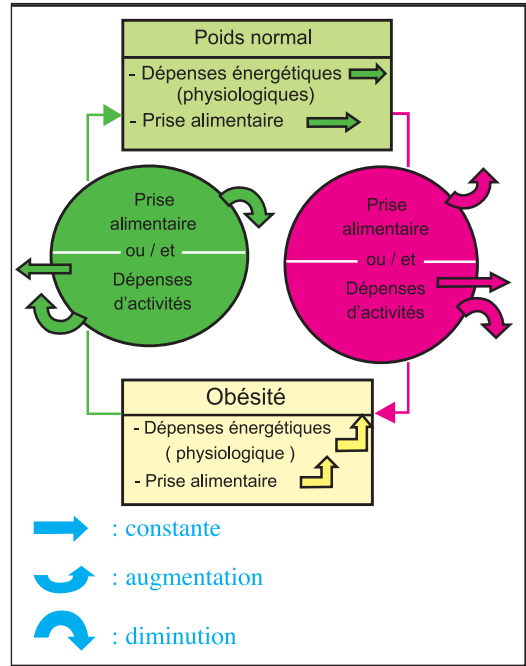 Poids normal
- Dépenses énergétiques
(physiologiques)
- Prise alimentaire
Prise
alimentaire
ou / et
Dépenses
d'activités
Prise
alimentaire
ou / et
Dépenses
d'activités
Obésité
- Dépenses énergétiques
( physiologique )
- Prise alimentaire
: constante
: augmentation
: diminution